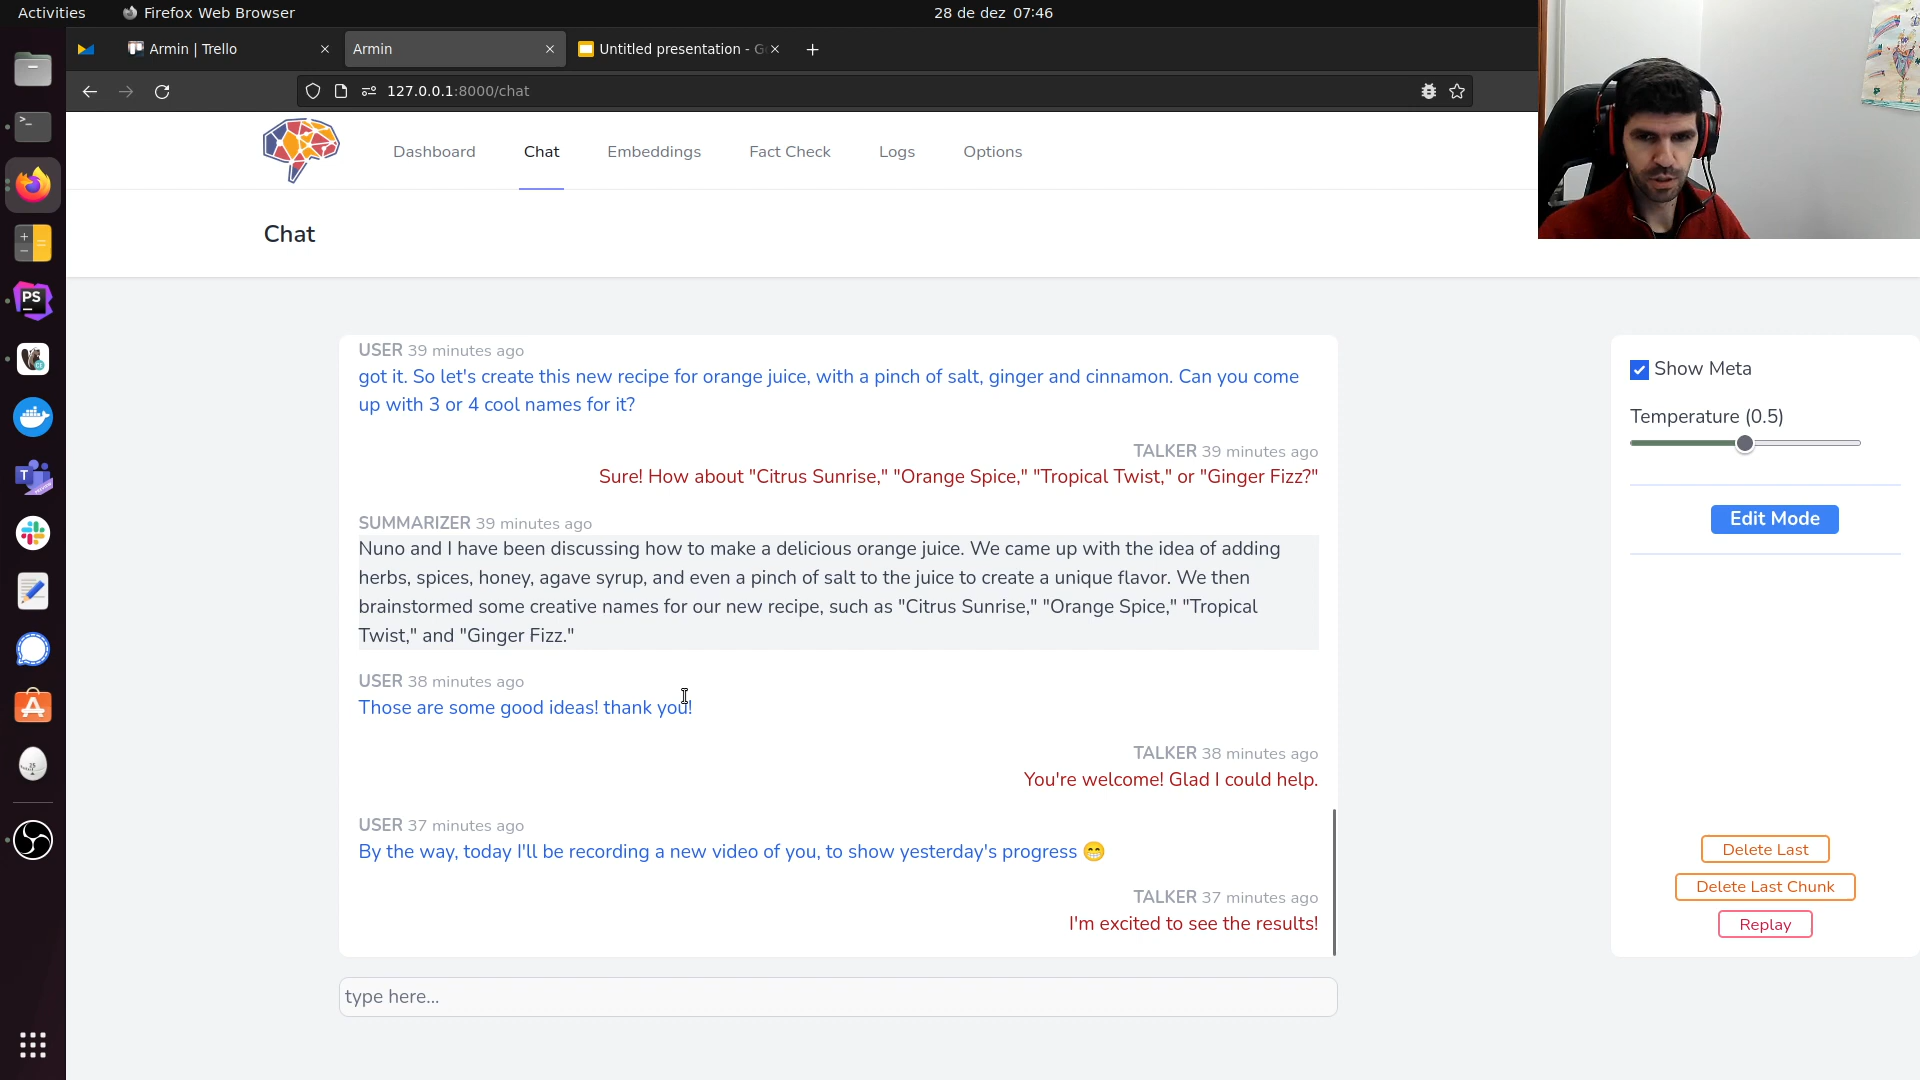 Activities
Firefox Web Browser
28 de dez 07:46
Armin | Trello
Armin
Untitled presentation - G
127.0.0.1:8000/chat
Dashboard
Chat
Embeddings
Fact Check
Logs
Options
Chat
USER 39 minutes ago
got it. So let's create this new recipe for orange juice, with a pinch of salt, ginger and cinnamon. Can you come
up with 3 or 4 cool names for it?
TALKER 39 minutes ago
Sure! How about "Citrus Sunrise," "Orange Spice," "Tropical Twist," or "Ginger Fizz?"
SUMMARIZER 39 minutes ago
Nuno and I have been discussing how to make a delicious orange juice. We came up with the idea of adding
herbs, spices, honey, agave syrup, and even a pinch of salt to the juice to create a unique flavor. We then
brainstormed some creative names for our new recipe, such as "Citrus Sunrise," "Orange Spice," "Tropical
Twist," and "Ginger Fizz."
USER 38 minutes ago
Those are some good ideas! thank you!
TALKER 38 minutes ago
You're welcome! Glad I could help.
USER 37 minutes ago
By the way, today I'll be recording a new video of you, to show yesterday's progress 😁
TALKER 37 minutes ago
I'm excited to see the results!
type here...
Show Meta
Temperature (0.5)
Edit Mode
Delete Last
Delete Last Chunk
Replay
PS